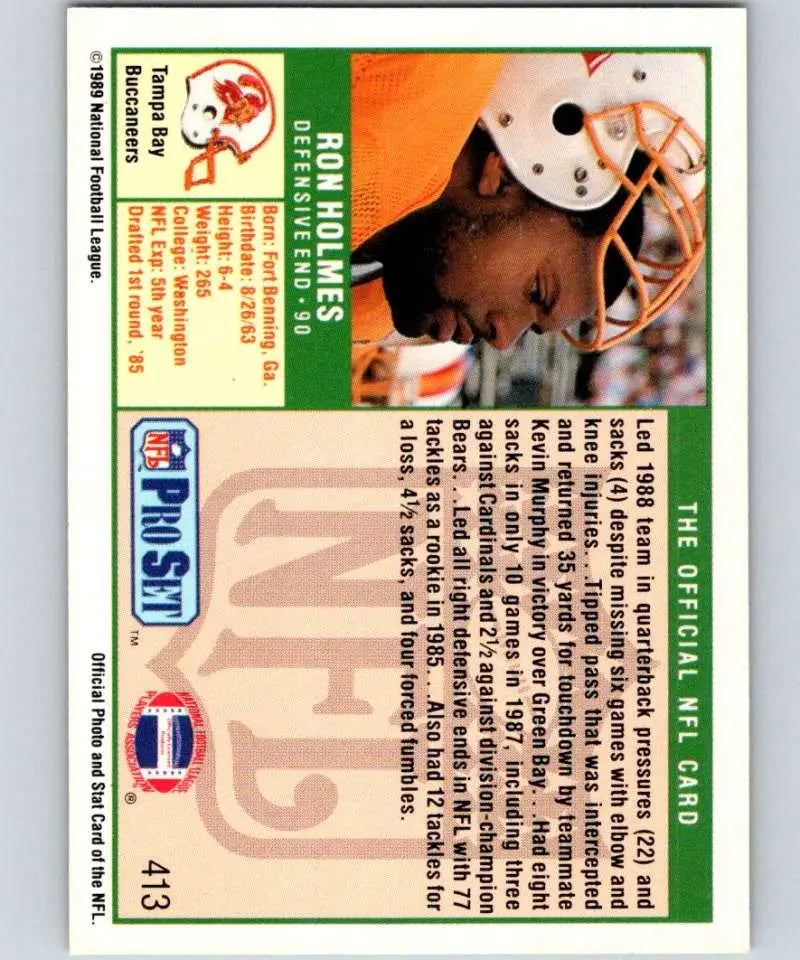 THE OFFICIAL NFL CARD
RON HOLMES
DEFENSIVE END • 90
Born: Fort Benning, Ga.
Birthdate: 8/26/63
Height: 6-4
Weight: 265
College: Washington
NFL Exp: 5th year
Drafted 1st round, '85
Tampa Bay
Buccaneers
Led 1988 team in quarterback pressures (22) and
sacks (4) despite missing six games with elbow and
knee injuries...Tipped pass that was intercepted
and returned 35 yards for touchdown by teammate
Kevin Murphy in victory over Green Bay...Had eight
sacks in only 10 games in 1987, including three
against Cardinals and 2½ against division-champion
Bears...Led all right defensive ends in NFL with 77
tackles as a rookie in 1985...Also had 12 tackles for
a loss, 4½ sacks, and four forced fumbles.
NFL
NFL PRO SET ™
NATIONAL FOOTBALL LEAGUE
PLAYERS ASSOCIATION ®
413
©1989 National Football League.
Official Photo and Stat Card of the NFL.